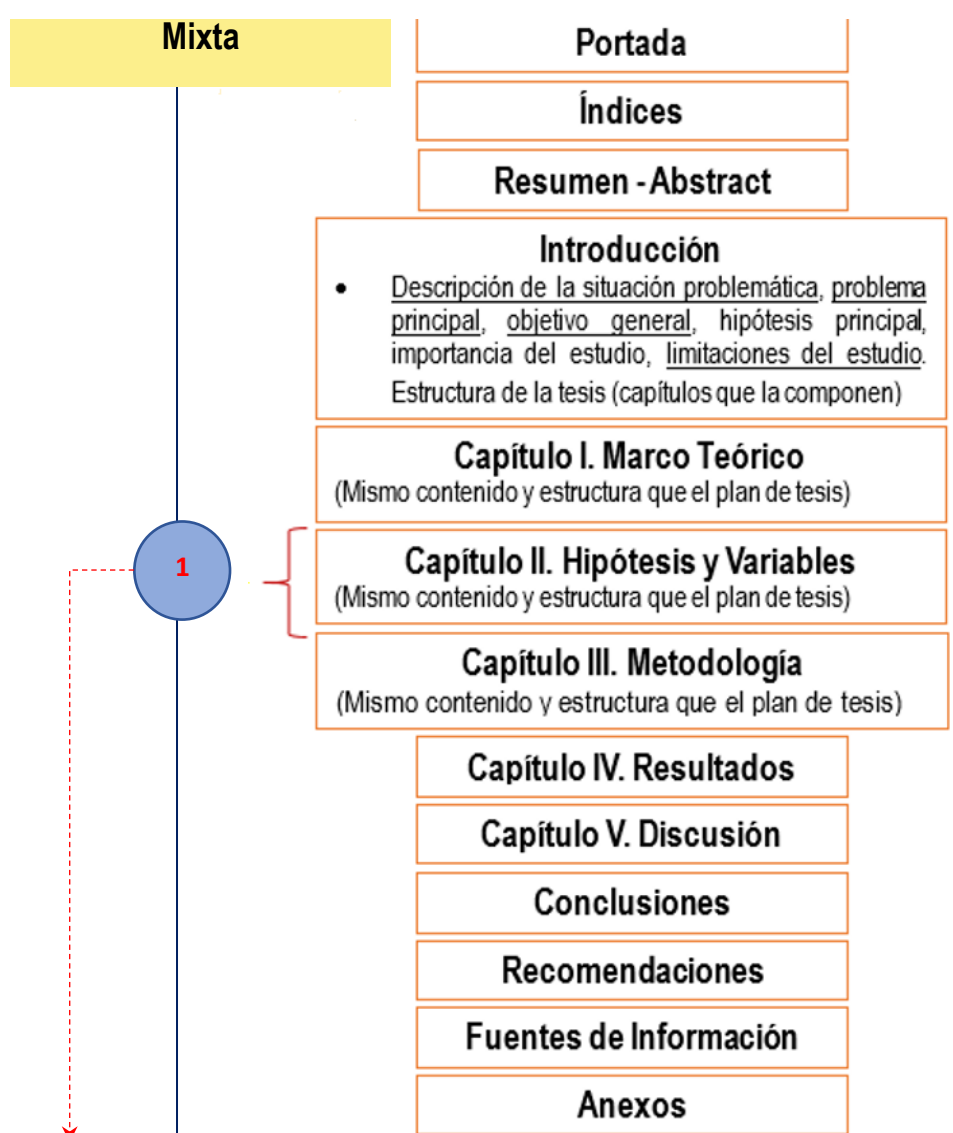 Mixta
Portada
Índices
Resumen - Abstract
Introducción
• Descripción de la situación problemática, problema
principal, objetivo general, hipótesis principal,
importancia del estudio, limitaciones del estudio.
Estructura de la tesis (capítulos que la componen)
Capítulo I. Marco Teórico
(Mismo contenido y estructura que el plan de tesis)
1
Capítulo II. Hipótesis y Variables
(Mismo contenido y estructura que el plan de tesis)
Capítulo III. Metodología
(Mismo contenido y estructura que el plan de tesis)
Capítulo IV. Resultados
Capítulo V. Discusión
Conclusiones
Recomendaciones
Fuentes de Información
Anexos